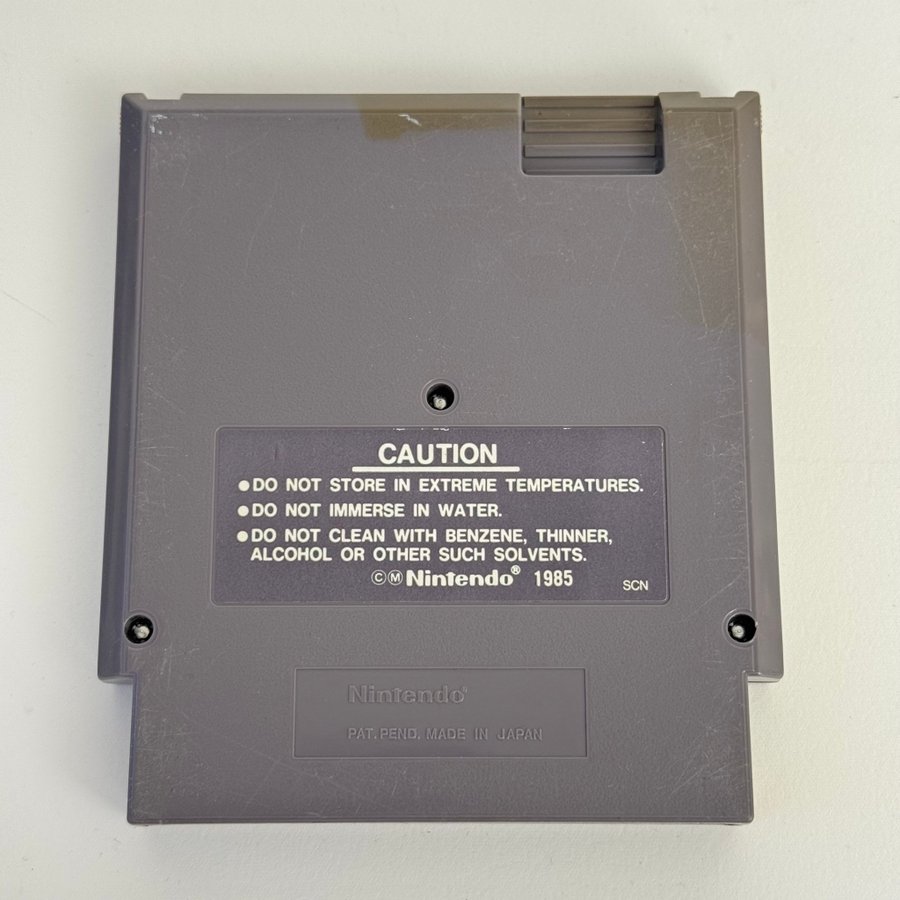 CAUTION
●DO NOT STORE IN EXTREME TEMPERATURES.
●DO NOT IMMERSE IN WATER.
●DO NOT CLEAN WITH BENZENE, THINNER,
ALCOHOL OR OTHER SUCH SOLVENTS.
ⒸⓂNintendo® 1985
SCN
Nintendo®
PAT. PEND. MADE IN JAPAN